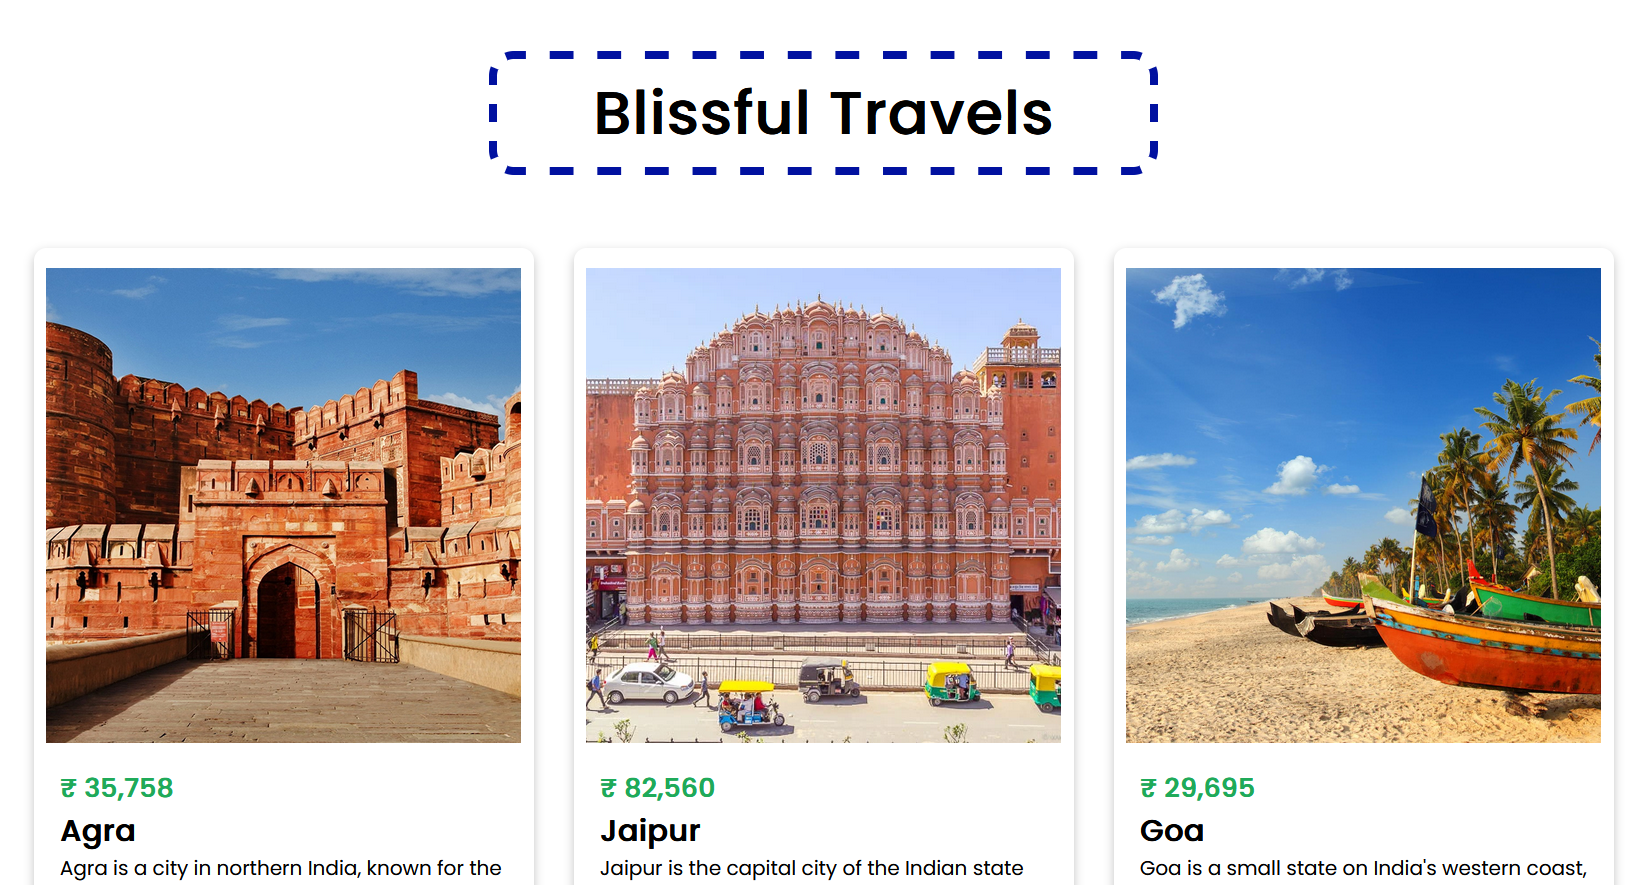 Blissful Travels
₹ 35,758
Agra
Agra is a city in northern India, known for the
₹ 82,560
Jaipur
Jaipur is the capital city of the Indian state
₹ 29,695
Goa
Goa is a small state on India's western coast,